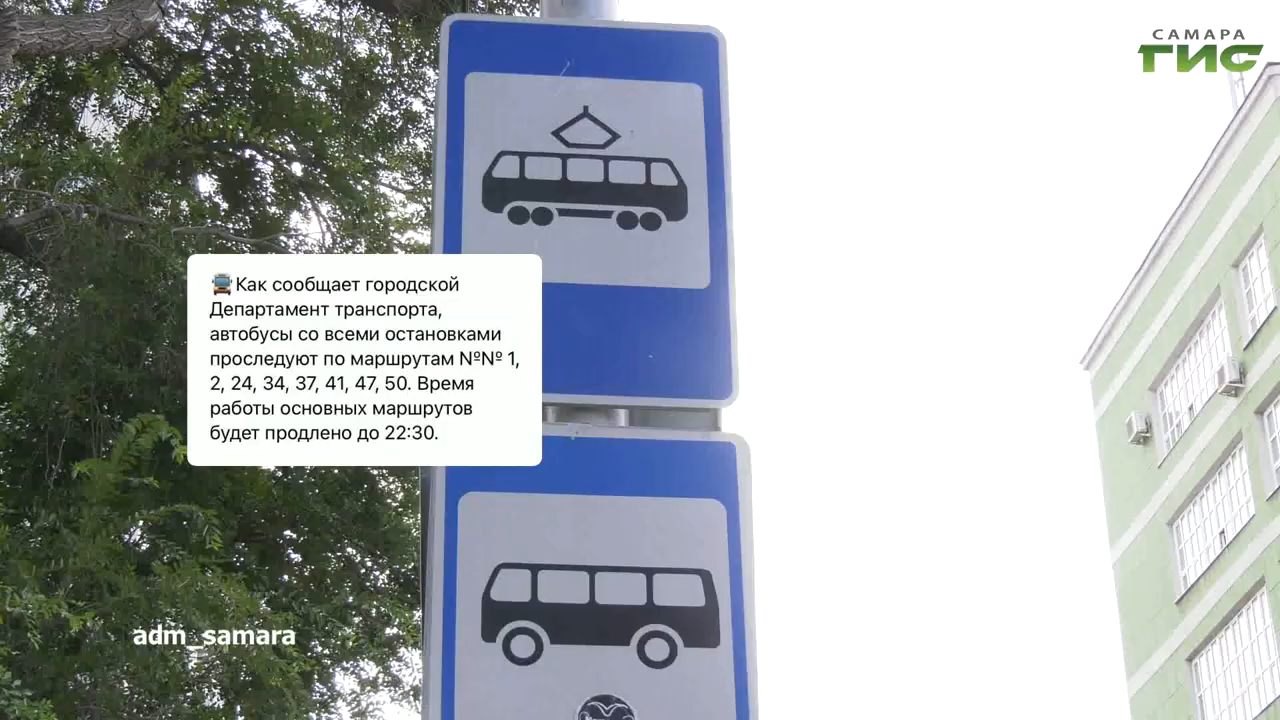 САМАРА
ГИС
Как сообщает городской
Департамент транспорта,
автобусы со всеми остановками
проследуют по маршрутам №№ 1,
2, 24, 34, 37, 41, 47, 50. Время
работы основных маршрутов
будет продлено до 22:30.
adm_samara